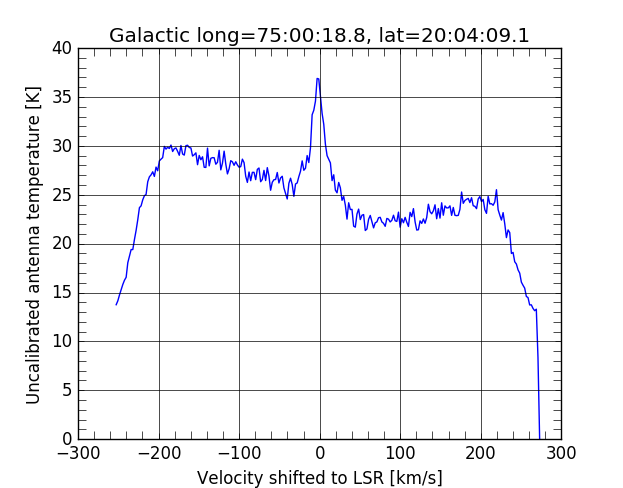 Galactic long=75:00:18.8, lat=20:04:09.1
Uncalibrated antenna temperature [K]
40
35
30
25
20
15
10
5
0
−300 −200 −100 0 100 200 300
Velocity shifted to LSR [km/s]